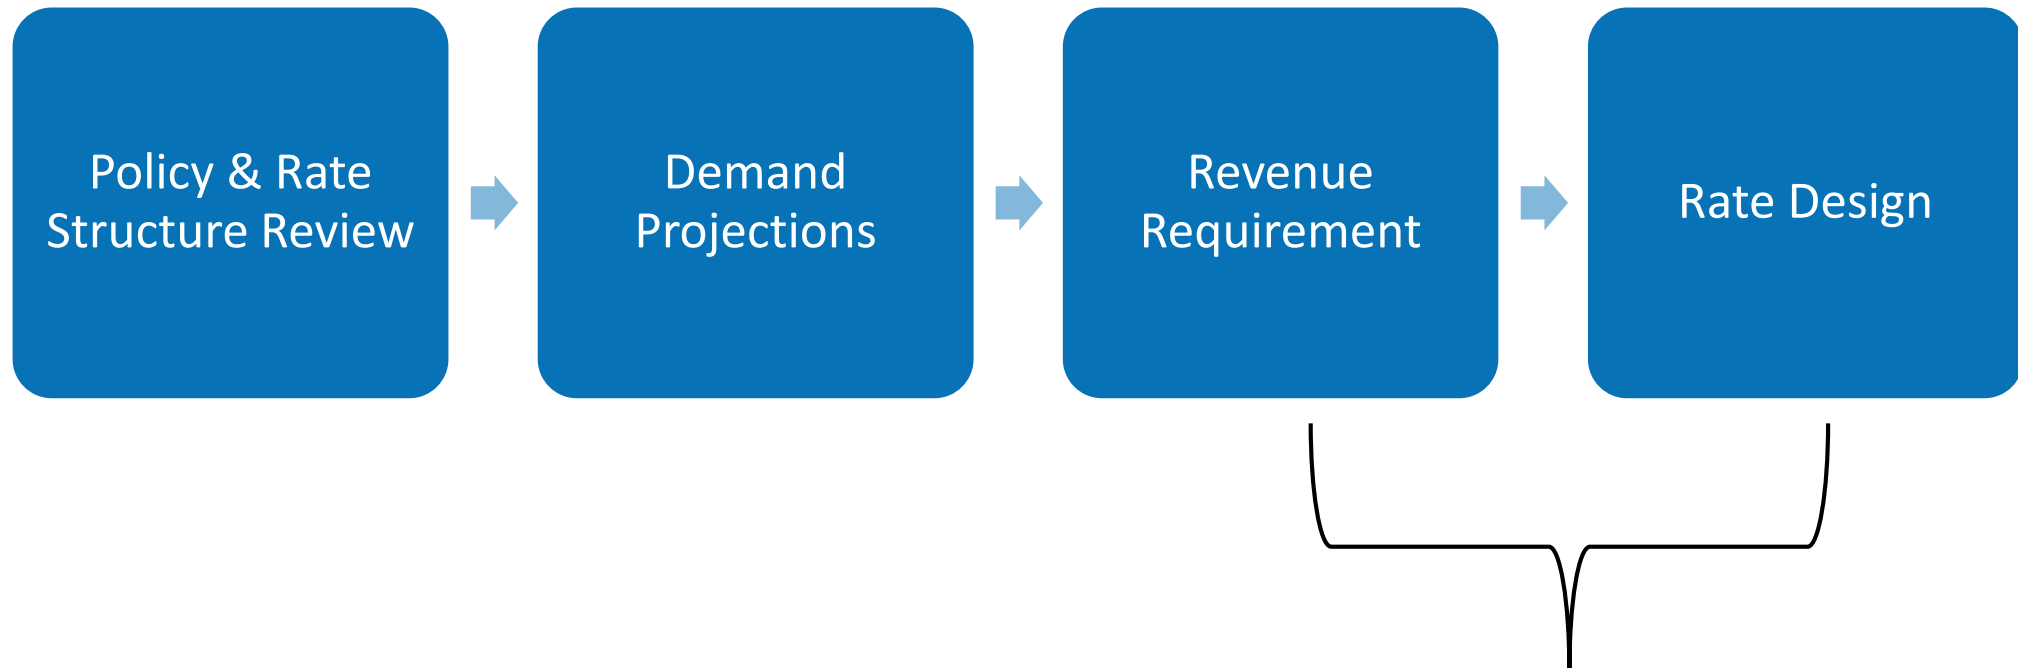 Policy & Rate
Structure Review
Demand
Projections
Revenue
Requirement
Rate Design